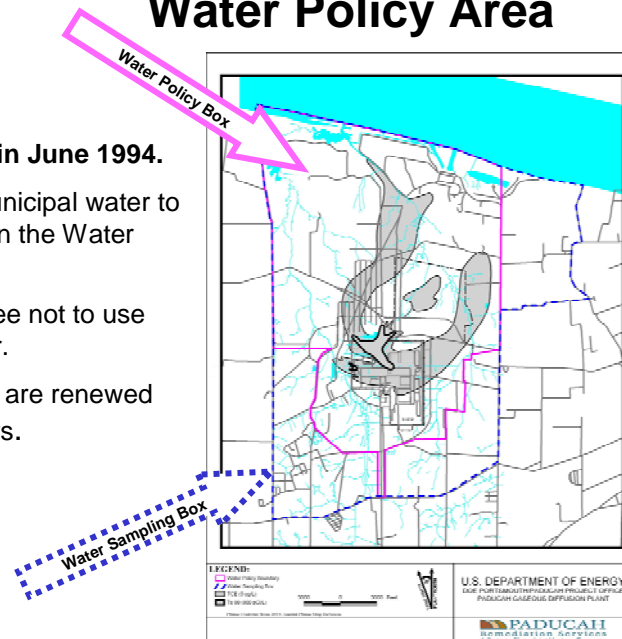 Water Policy Area
Water Policy Box
in June 1994.
unicipal water to
n the Water
ee not to use
r.
are renewed
s.
Water Sampling Box
LEGEND:
Water Policy Boundary
Water Sampling Box
U.S. DEPARTMENT OF ENERGY
DOE PORTSMOUTH/PADUCAH PROJECT OFFICE
PADUCAH GASEOUS DIFFUSION PLANT
PADUCAH
Remediation Services